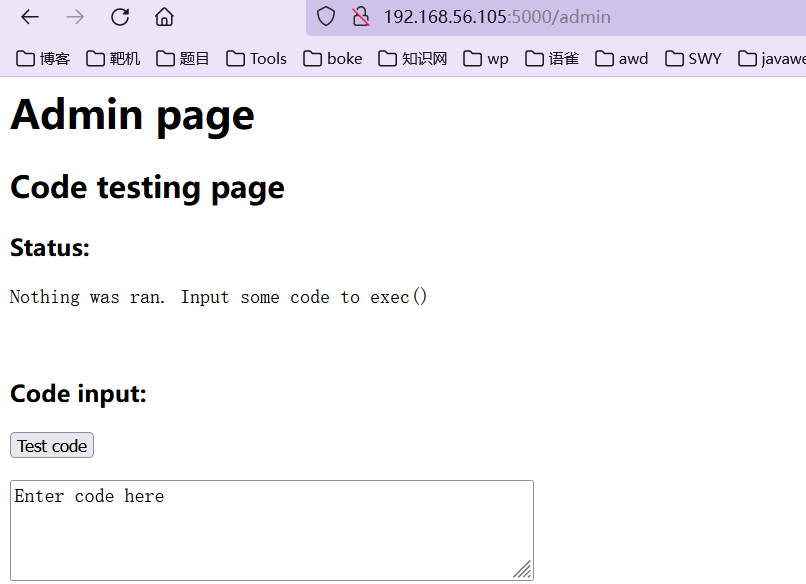 192.168.56.105:5000/admin
博客 靶机 题目 Tools boke 知识网 wp 语雀 awd SWY javawe
Admin page
Code testing page
Status:
Nothing was ran. Input some code to exec()
Code input:
Test code
Enter code here